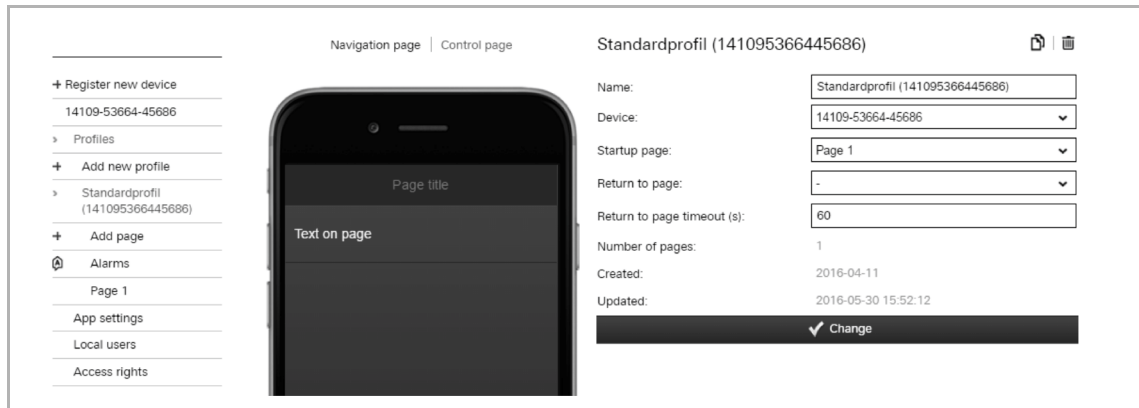 Navigation page | Control page
+ Register new device
14109-53664-45686
» Profiles
+ Add new profile
» Standardprofil
(141095366445686)
+ Add page
Alarms
Page 1
App settings
Local users
Access rights
Page title
Text on page
Standardprofil (141095366445686)
Name: Standardprofil (141095366445686)
Device: 14109-53664-45686
Startup page: Page 1
Return to page: -
Return to page timeout (s): 60
Number of pages: 1
Created: 2016-04-11
Updated: 2016-05-30 15:52:12
Change